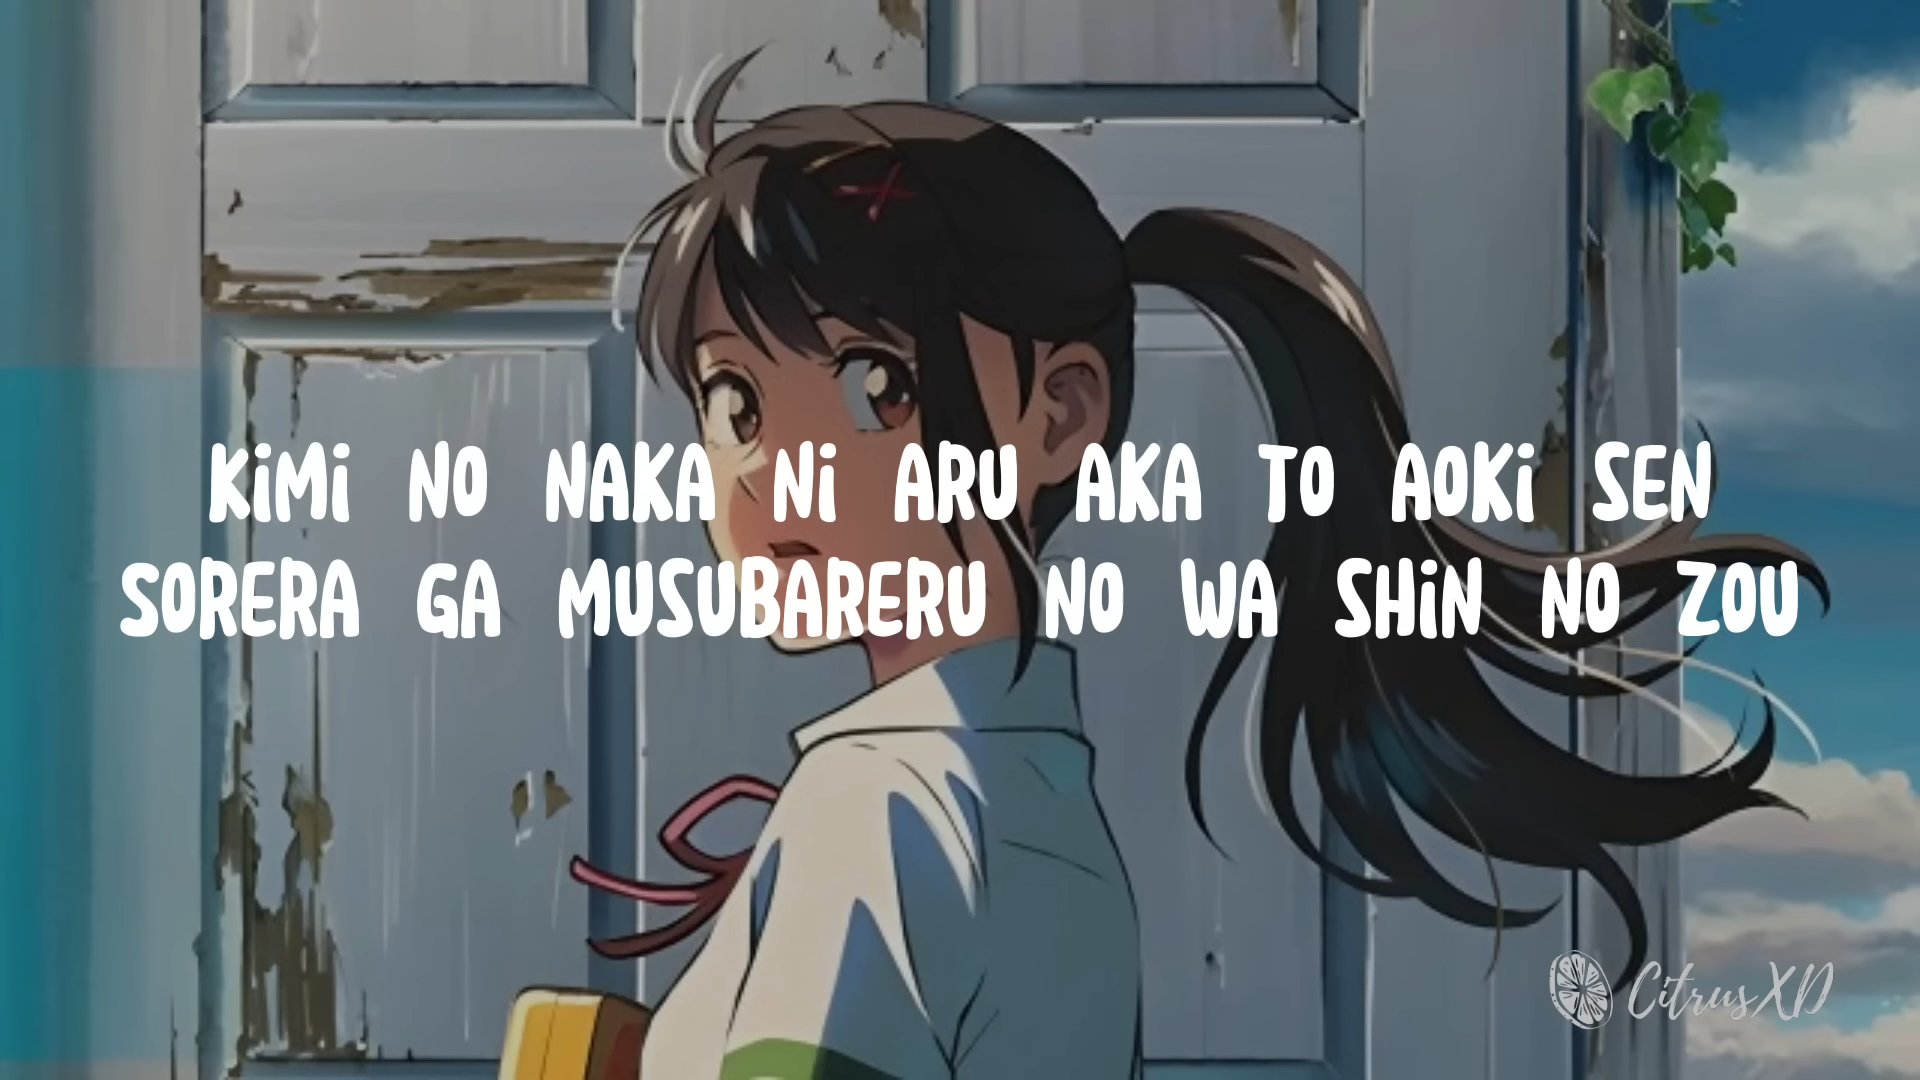 KiMi NO NAKA Ni ARU AKA TO AOKi SEN
SORERA GA MUSUBARERU NO WA SHiN NO ZOU
CitrusXD